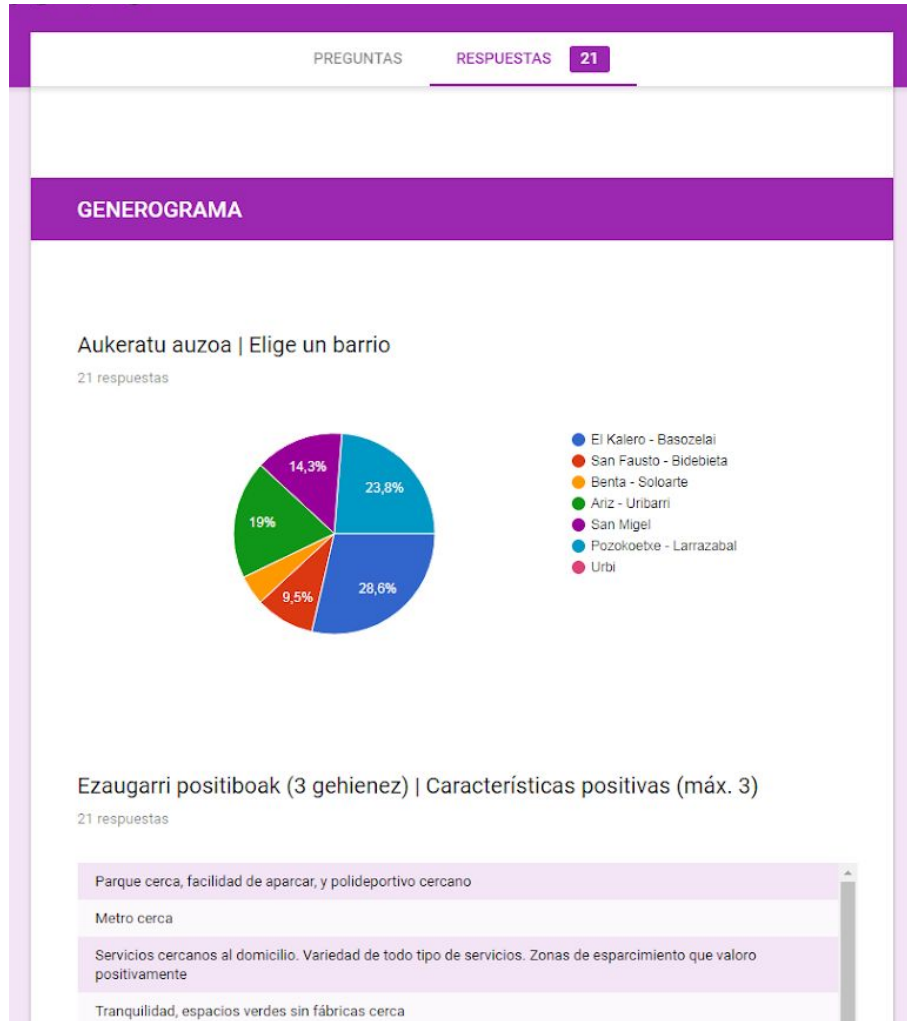 PREGUNTAS RESPUESTAS 21
GENEROGRAMA
Aukeratu auzoa | Elige un barrio
21 respuestas
14,3%
23,8%
19%
9,5%
28,6%
El Kalero - Basozelai
San Fausto - Bidebieta
Benta - Soloarte
Ariz - Uribarri
San Migel
Pozokoetxe - Larrazabal
Urbi
Ezaugarri positiboak (3 gehienez) | Características positivas (máx. 3)
21 respuestas
Parque cerca, facilidad de aparcar, y polideportivo cercano
Metro cerca
Servicios cercanos al domicilio. Variedad de todo tipo de servicios. Zonas de esparcimiento que valoro
positivamente
Tranquilidad, espacios verdes sin fábricas cerca